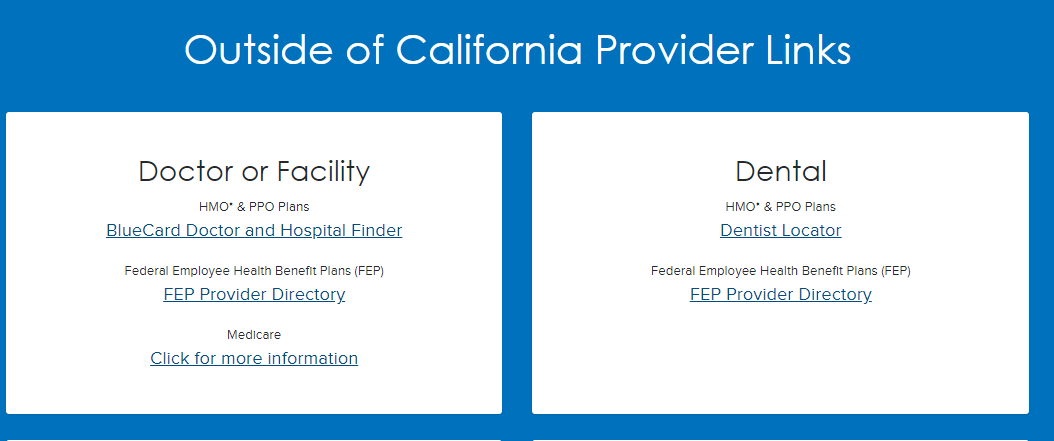 Outside of California Provider Links
Doctor or Facility
HMO* & PPO Plans
BlueCard Doctor and Hospital Finder
Federal Employee Health Benefit Plans (FEP)
FEP Provider Directory
Medicare
Click for more information
Dental
HMO* & PPO Plans
Dentist Locator
Federal Employee Health Benefit Plans (FEP)
FEP Provider Directory